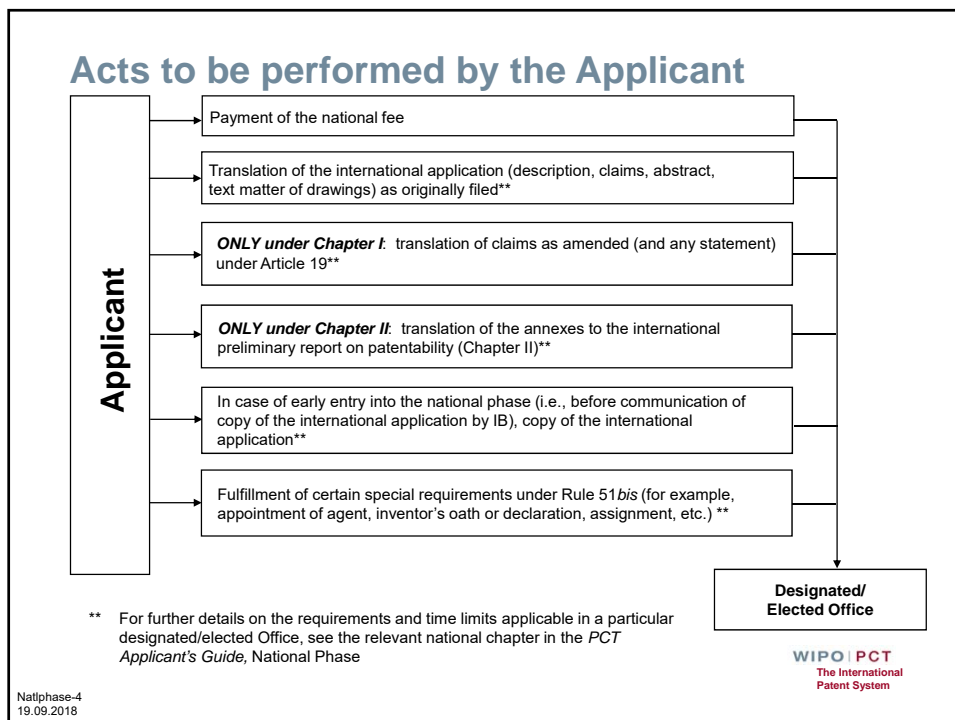 Acts to be performed by the Applicant
Applicant
Payment of the national fee
Translation of the international application (description, claims, abstract,
text matter of drawings) as originally filed**
ONLY under Chapter I:  translation of claims as amended (and any statement)
under Article 19**
ONLY under Chapter II:  translation of the annexes to the international
preliminary report on patentability (Chapter II)**
In case of early entry into the national phase (i.e., before communication of
copy of the international application by IB), copy of the international
application**
Fulfillment of certain special requirements under Rule 51bis (for example,
appointment of agent, inventor's oath or declaration, assignment, etc.) **
Designated/
Elected Office
** For further details on the requirements and time limits applicable in a particular
designated/elected Office, see the relevant national chapter in the PCT
Applicant's Guide, National Phase
WIPO|PCT
The International
Patent System
Natlphase-4
19.09.2018